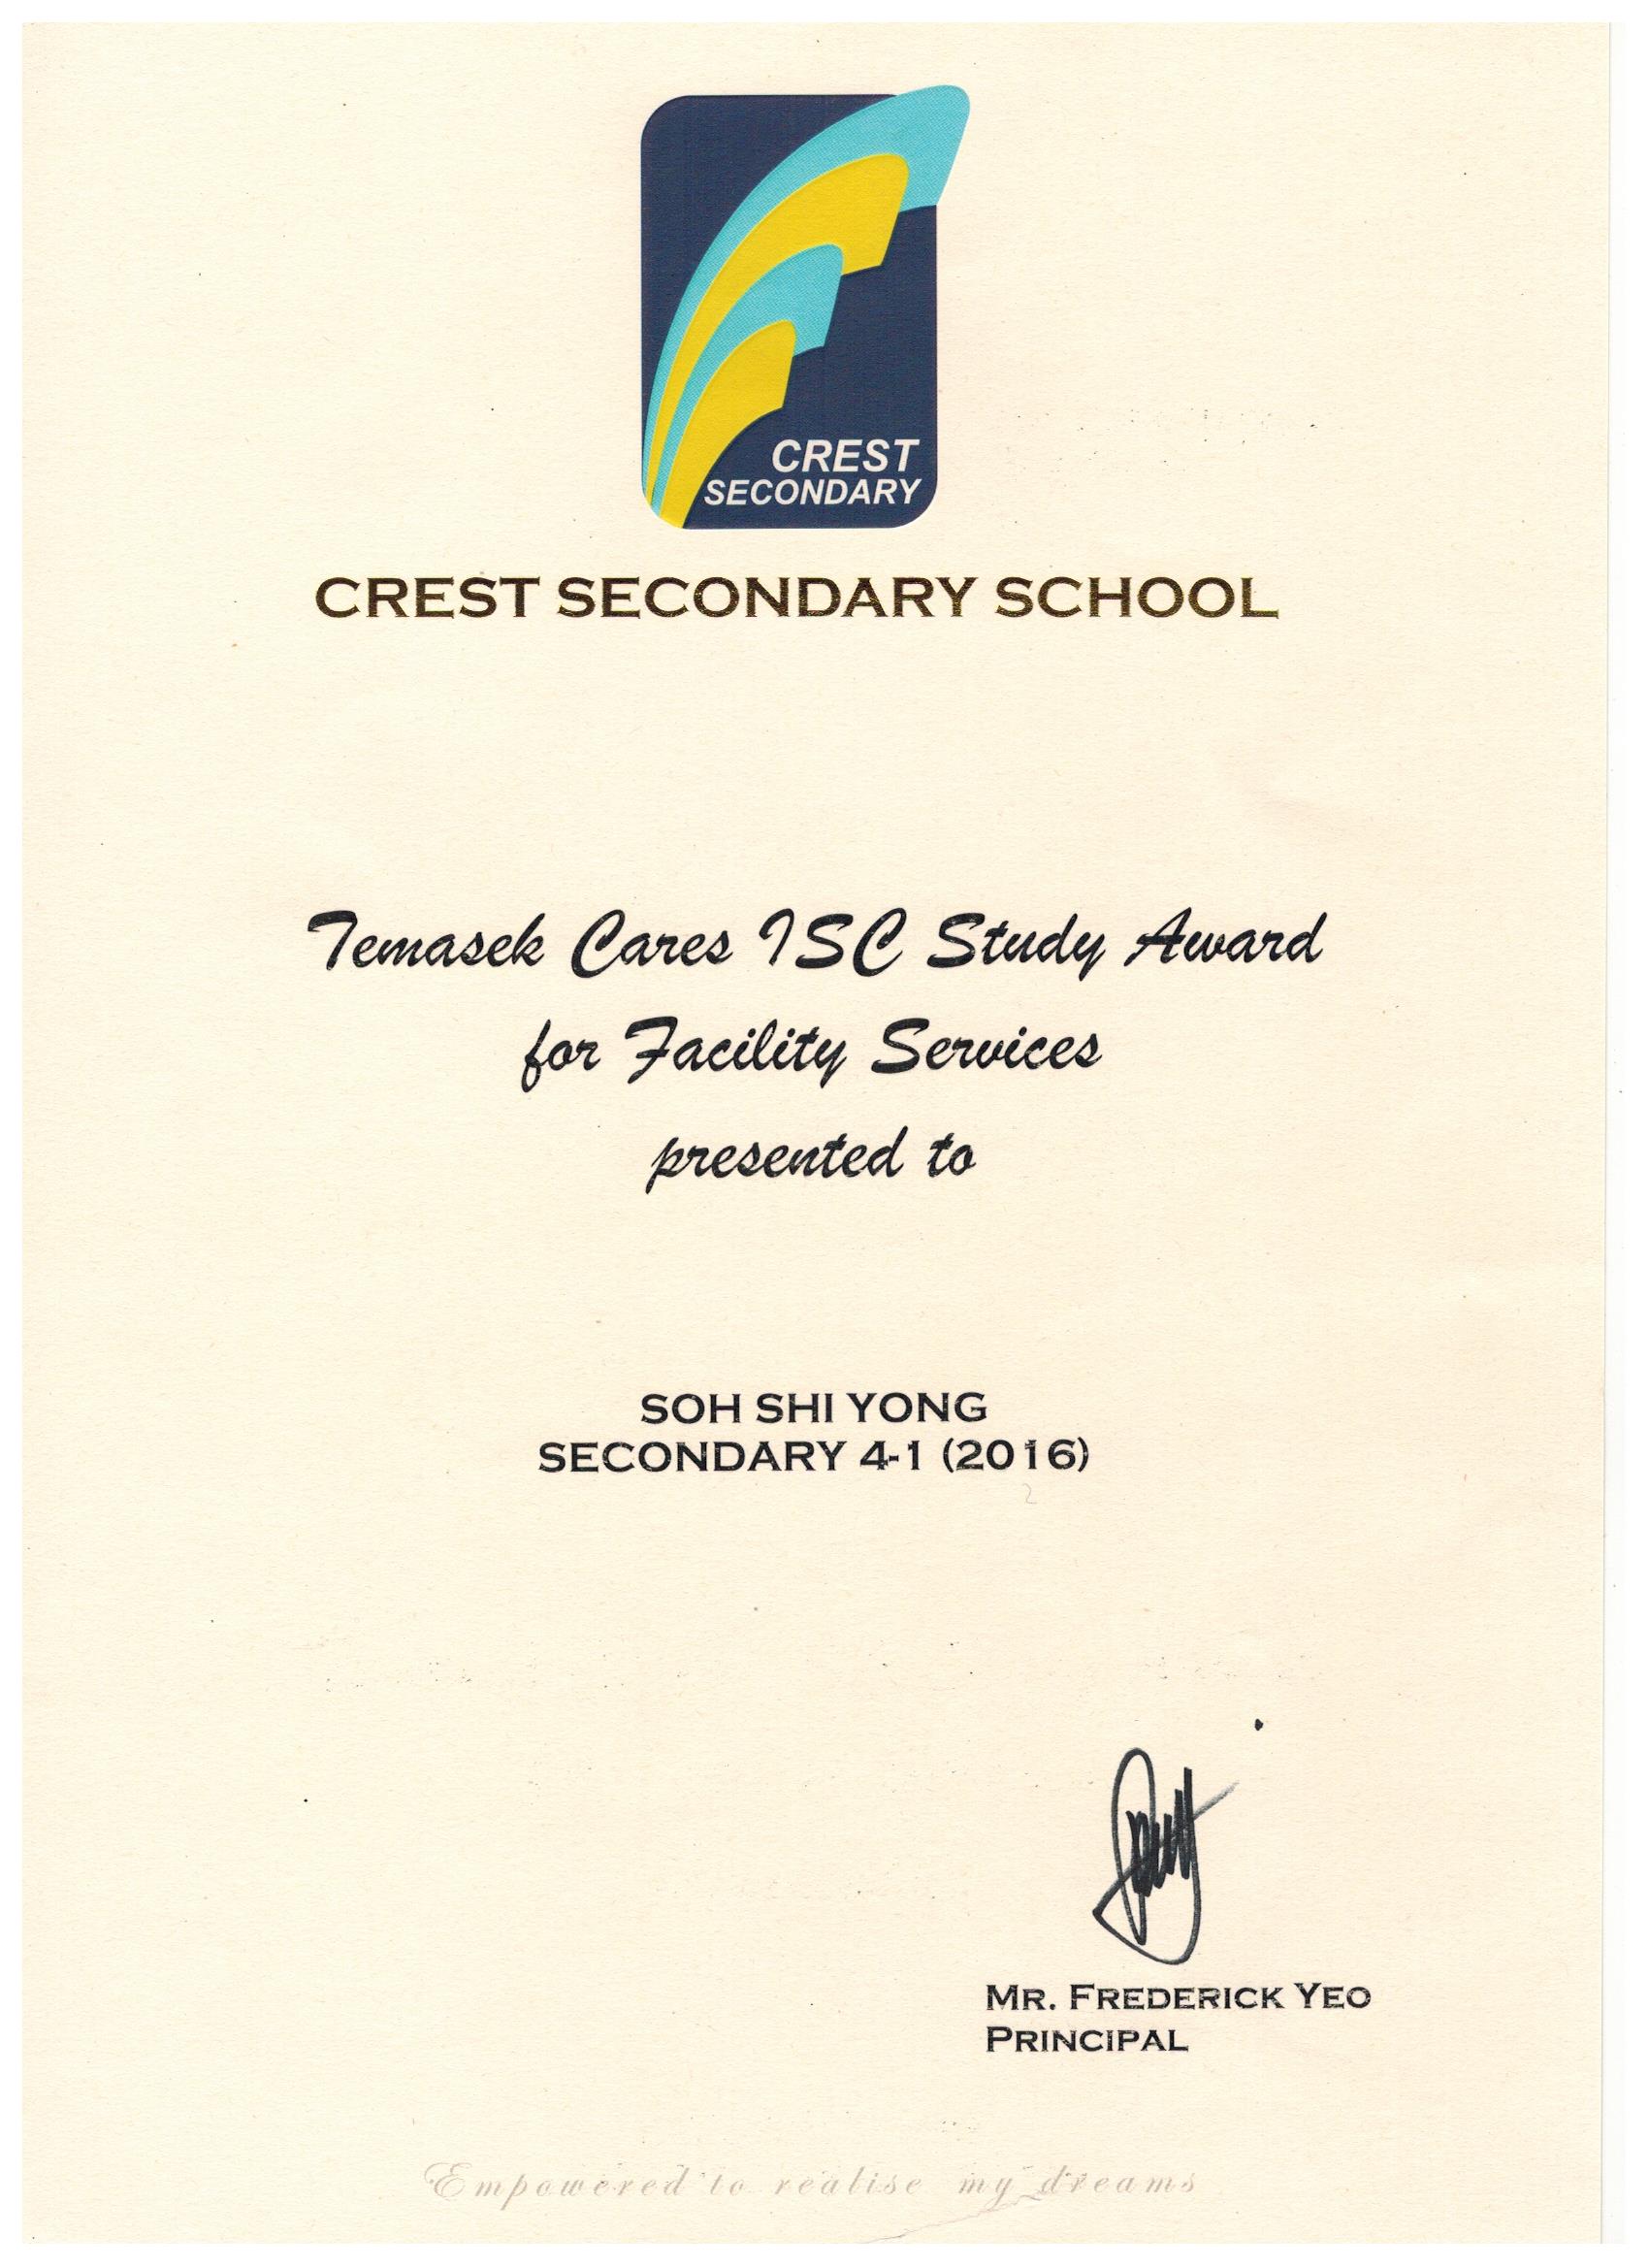 CREST
SECONDARY
CREST SECONDARY SCHOOL
Temasek Cares ISC Study Award
for Facility Services
presented to
SOH SHI YONG
SECONDARY 4-1 (2016)
MR. FREDERICK YEO
PRINCIPAL
Empowered to realise my dreams